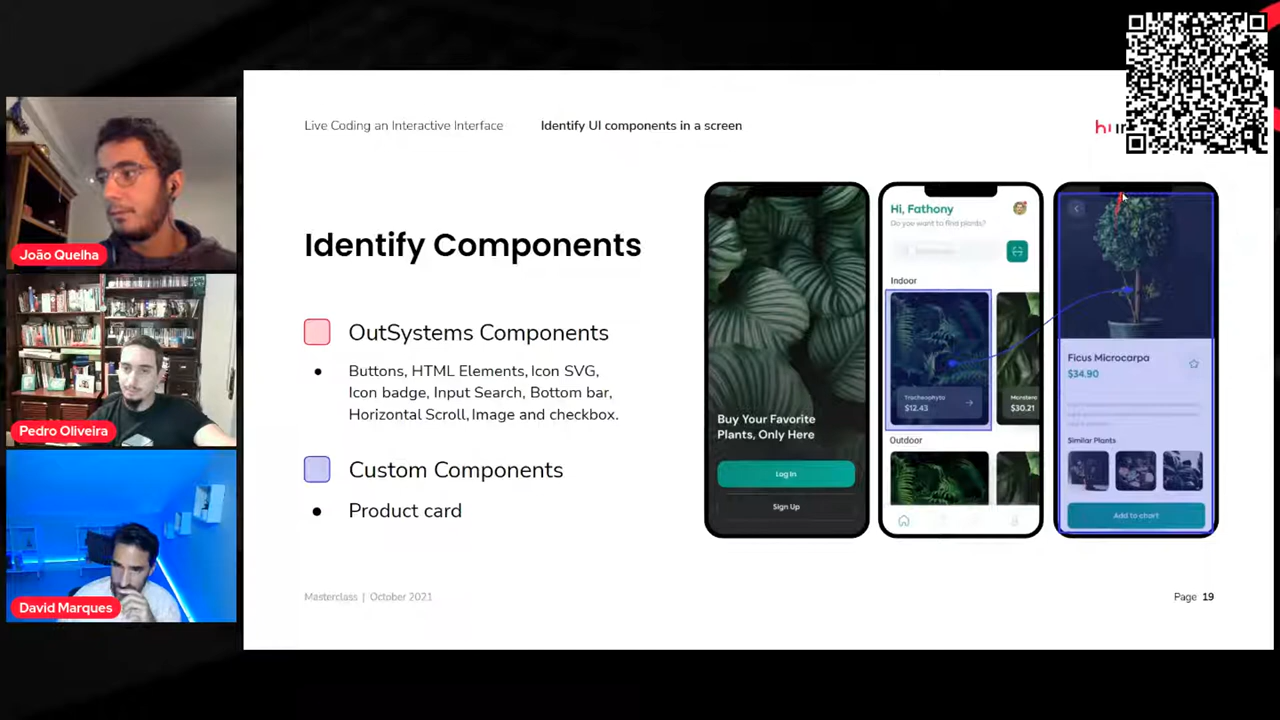 João Quelha
Pedro Oliveira
David Marques
Live Coding an Interactive Interface
Identify UI components in a screen
Identify Components
OutSystems Components
Buttons, HTML Elements, Icon SVG,
Icon badge, Input Search, Bottom bar,
Horizontal Scroll, Image and checkbox.
Custom Components
Product card
Buy Your Favorite
Plants, Only Here
Log In
Sign Up
Hi, Fathony
Do you want to find plants?
Indoor
Tracheophyta
$12.43
$30.21
Outdoor
Ficus Microcarpa
$34.90
Similar Plants
Add to chart
Masterclass | October 2021
Page 19